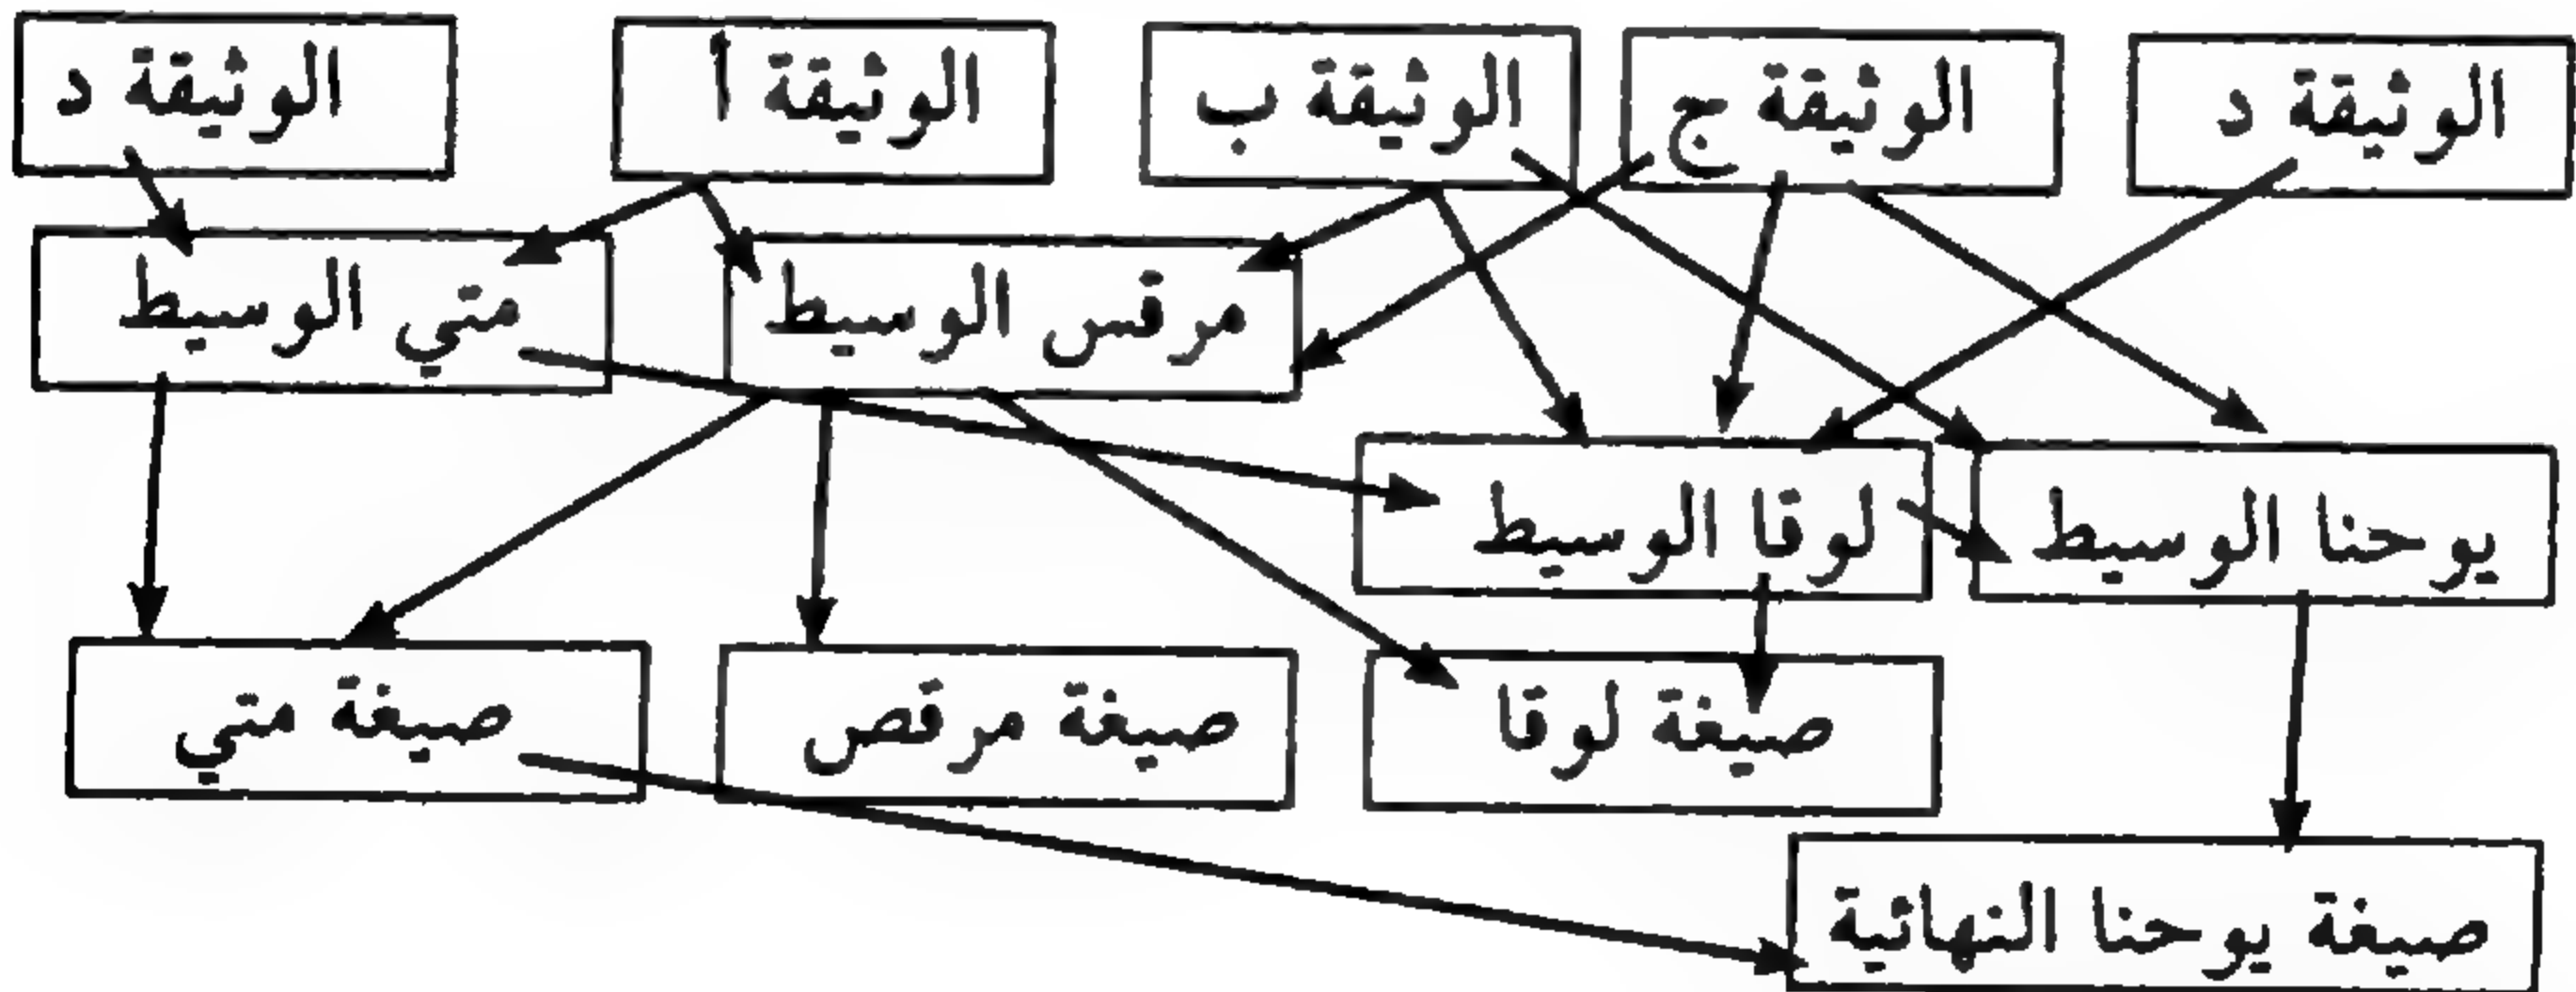 الوثيقة د
الوثيقة ج
الوثيقة ب
الوثيقة أ
الوثيقة د
مرقس الوسيط
متي الوسيط
يوحنا الوسيط
لوقا الوسيط
صيغة لوقا
صيغة مرقص
صيغة متي
صيغة يوحنا النهائية